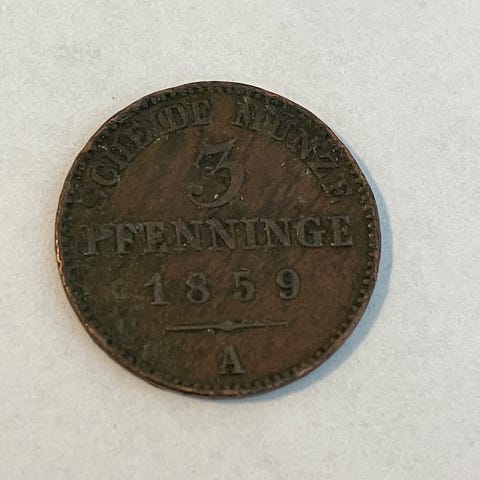 SCHEIDE MÜNZE
3
PFENNINGE
1859
A